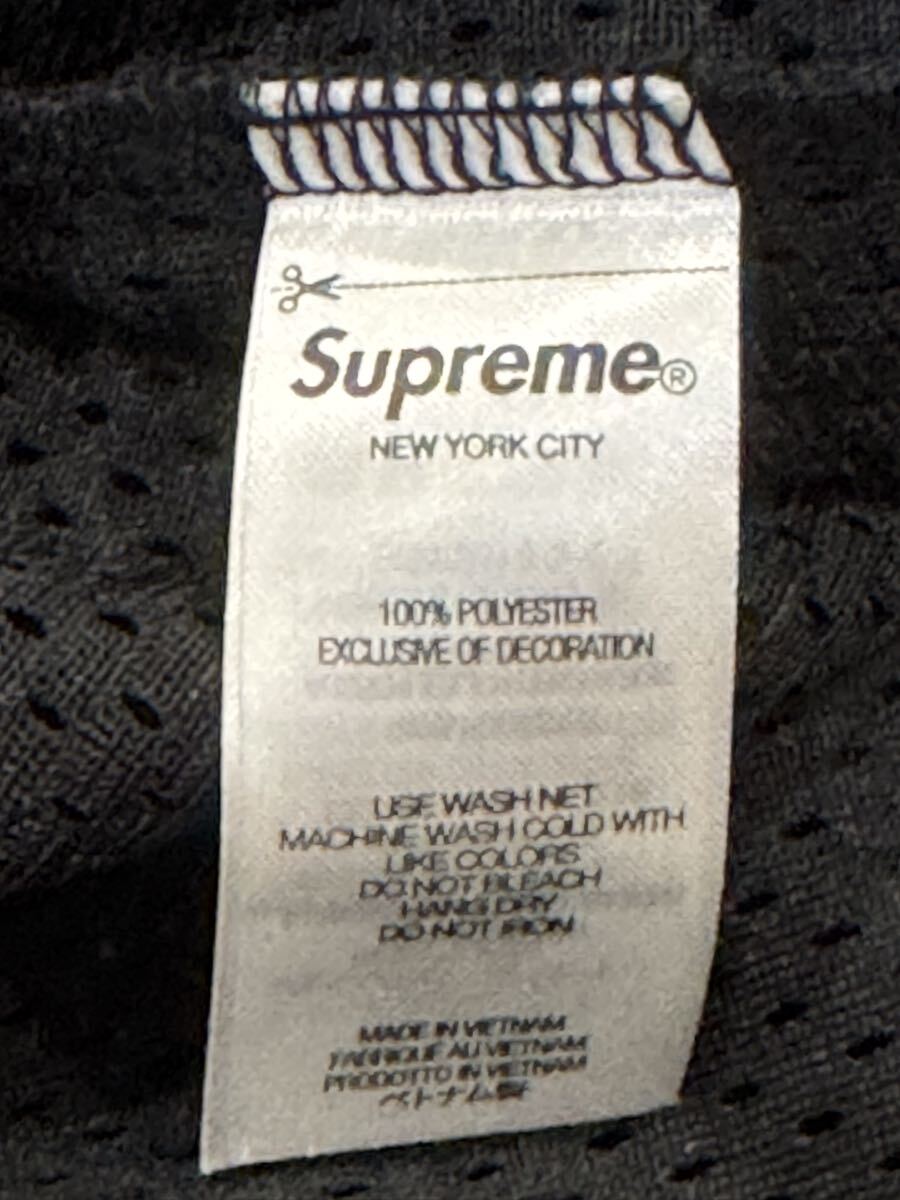 Supreme®
NEW YORK CITY
100% POLYESTER
EXCLUSIVE OF DECORATION
USE WASH NET
MACHINE WASH COLD WITH
LIKE COLORS
DO NOT BLEACH
HANG DRY
DO NOT IRON
MADE IN VIETNAM
FABRIQUE AU VIETNAM
PRODOTTO IN VIETNAM
ベトナム製